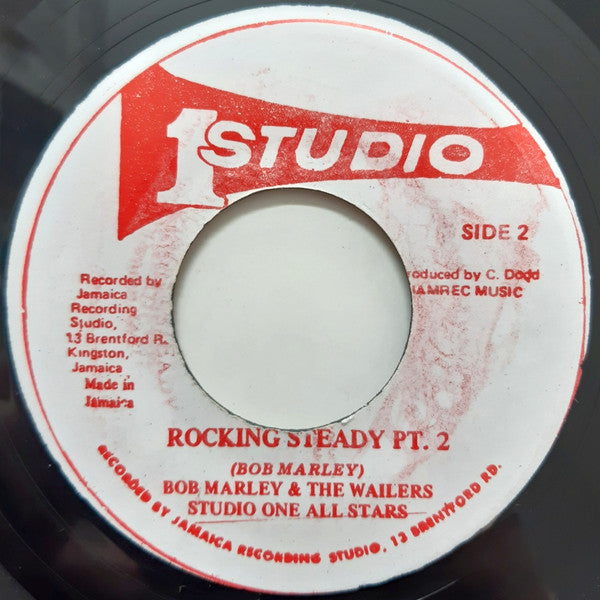 1 STUDIO
SIDE 2
Recorded by
Jamaica
Recording
Studio,
13 Brentford R.
Kingston,
Jamaica
Made in
Jamaica
roduced by C. Dodd
JAMREC MUSIC
ROCKING STEADY PT. 2
(BOB MARLEY)
BOB MARLEY & THE WAILERS
STUDIO ONE ALL STARS
RECORDED BY JAMAICA RECORDING STUDIO, 13 BRENTFORD RD.